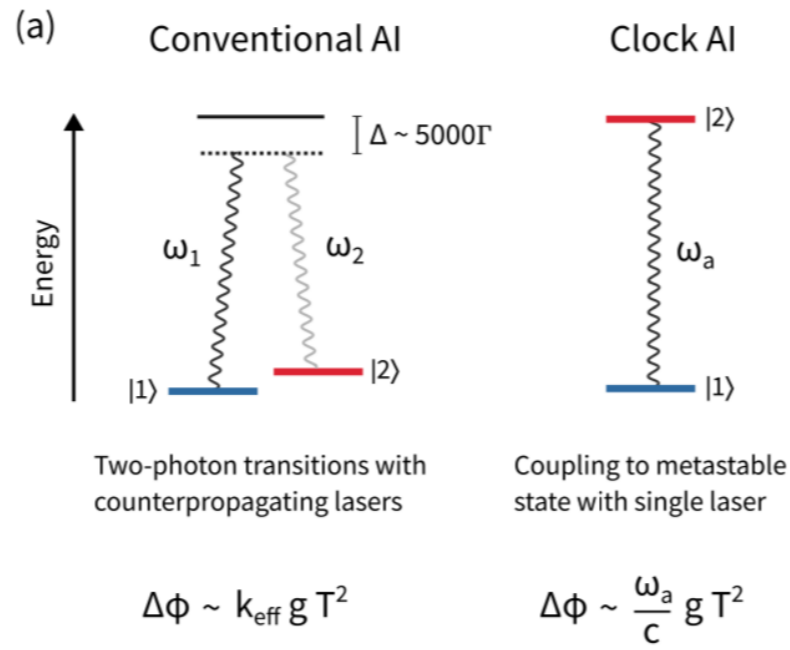 (a)
Conventional AI
Clock AI
Energy
Δ ~ 5000Γ
ω₁
ω₂
|1⟩
|2⟩
|2⟩
ωₐ
|1⟩
Two-photon transitions with
counterpropagating lasers
Coupling to metastable
state with single laser
Δϕ ~ k_eff g T²
Δϕ ~ ωₐ/c g T²